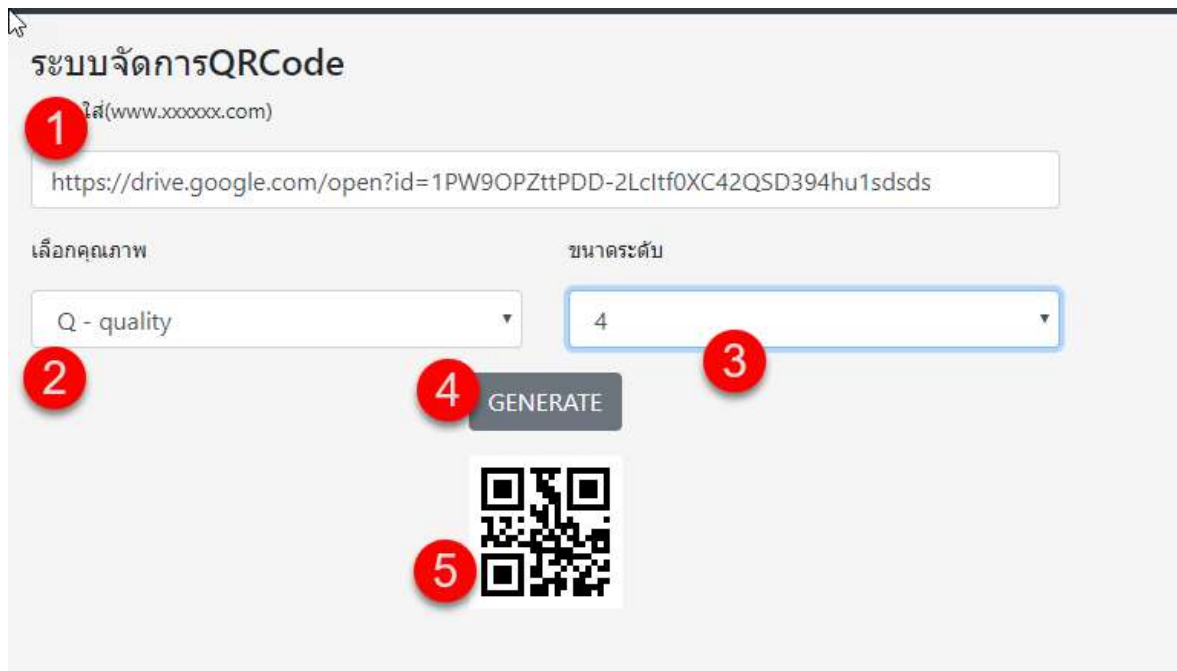 ระบบจัดการQRCode
ใส่(www.xxxxxx.com)
1
https://drive.google.com/open?id=1PW9OPZttPDD-2LcItf0XC42QSD394hu1sdsds
เลือกคุณภาพ ขนาดระดับ
Q - quality 4
2 3
4 GENERATE
5